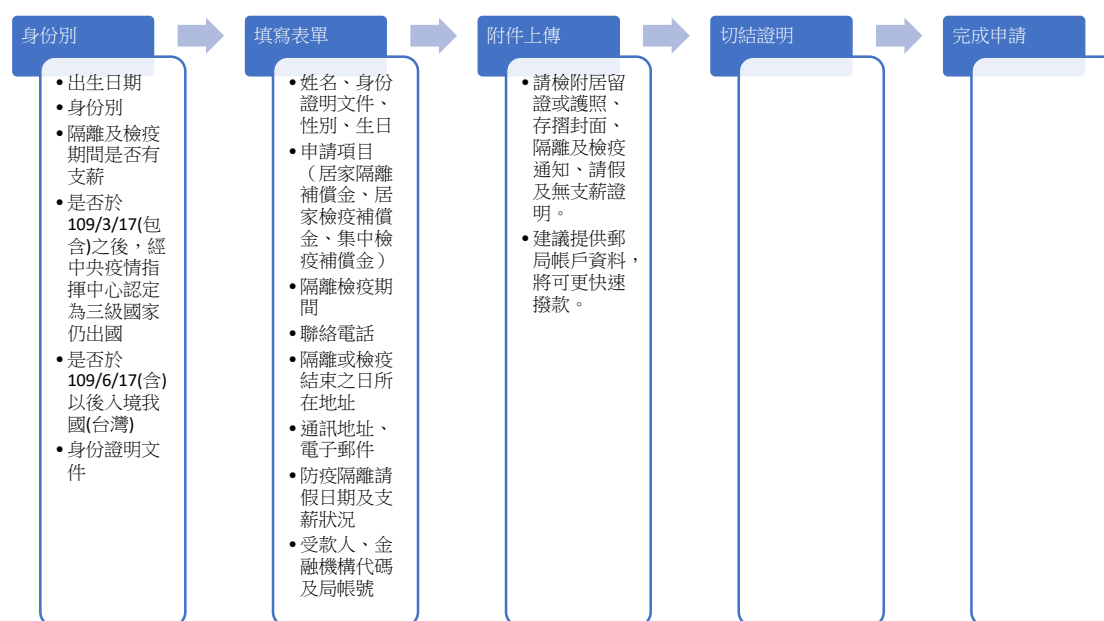 身份別
•出生日期
•身份別
•隔離及檢疫
期間是否有
支薪
•是否於
109/3/17(包
含)之後，經
中央疫情指
揮中心認定
為三級國家
仍出國
•是否於
109/6/17(含)
以後入境我
國(台灣)
•身份證明文
件
填寫表單
•姓名、身份
證明文件、
性別、生日
•申請項目
（居家隔離
補償金、居
家檢疫補償
金、集中檢
疫補償金）
•隔離檢疫期
間
•聯絡電話
•隔離或檢疫
結束之日所
在地址
•通訊地址、
電子郵件
•防疫隔離請
假日期及支
薪狀況
•受款人、金
融機構代碼
及局帳號
附件上傳
•請檢附居留
證或護照、
存摺封面、
隔離及檢疫
通知、請假
及無支薪證
明。
•建議提供郵
局帳戶資料，
將可更快速
撥款。
切結證明
完成申請